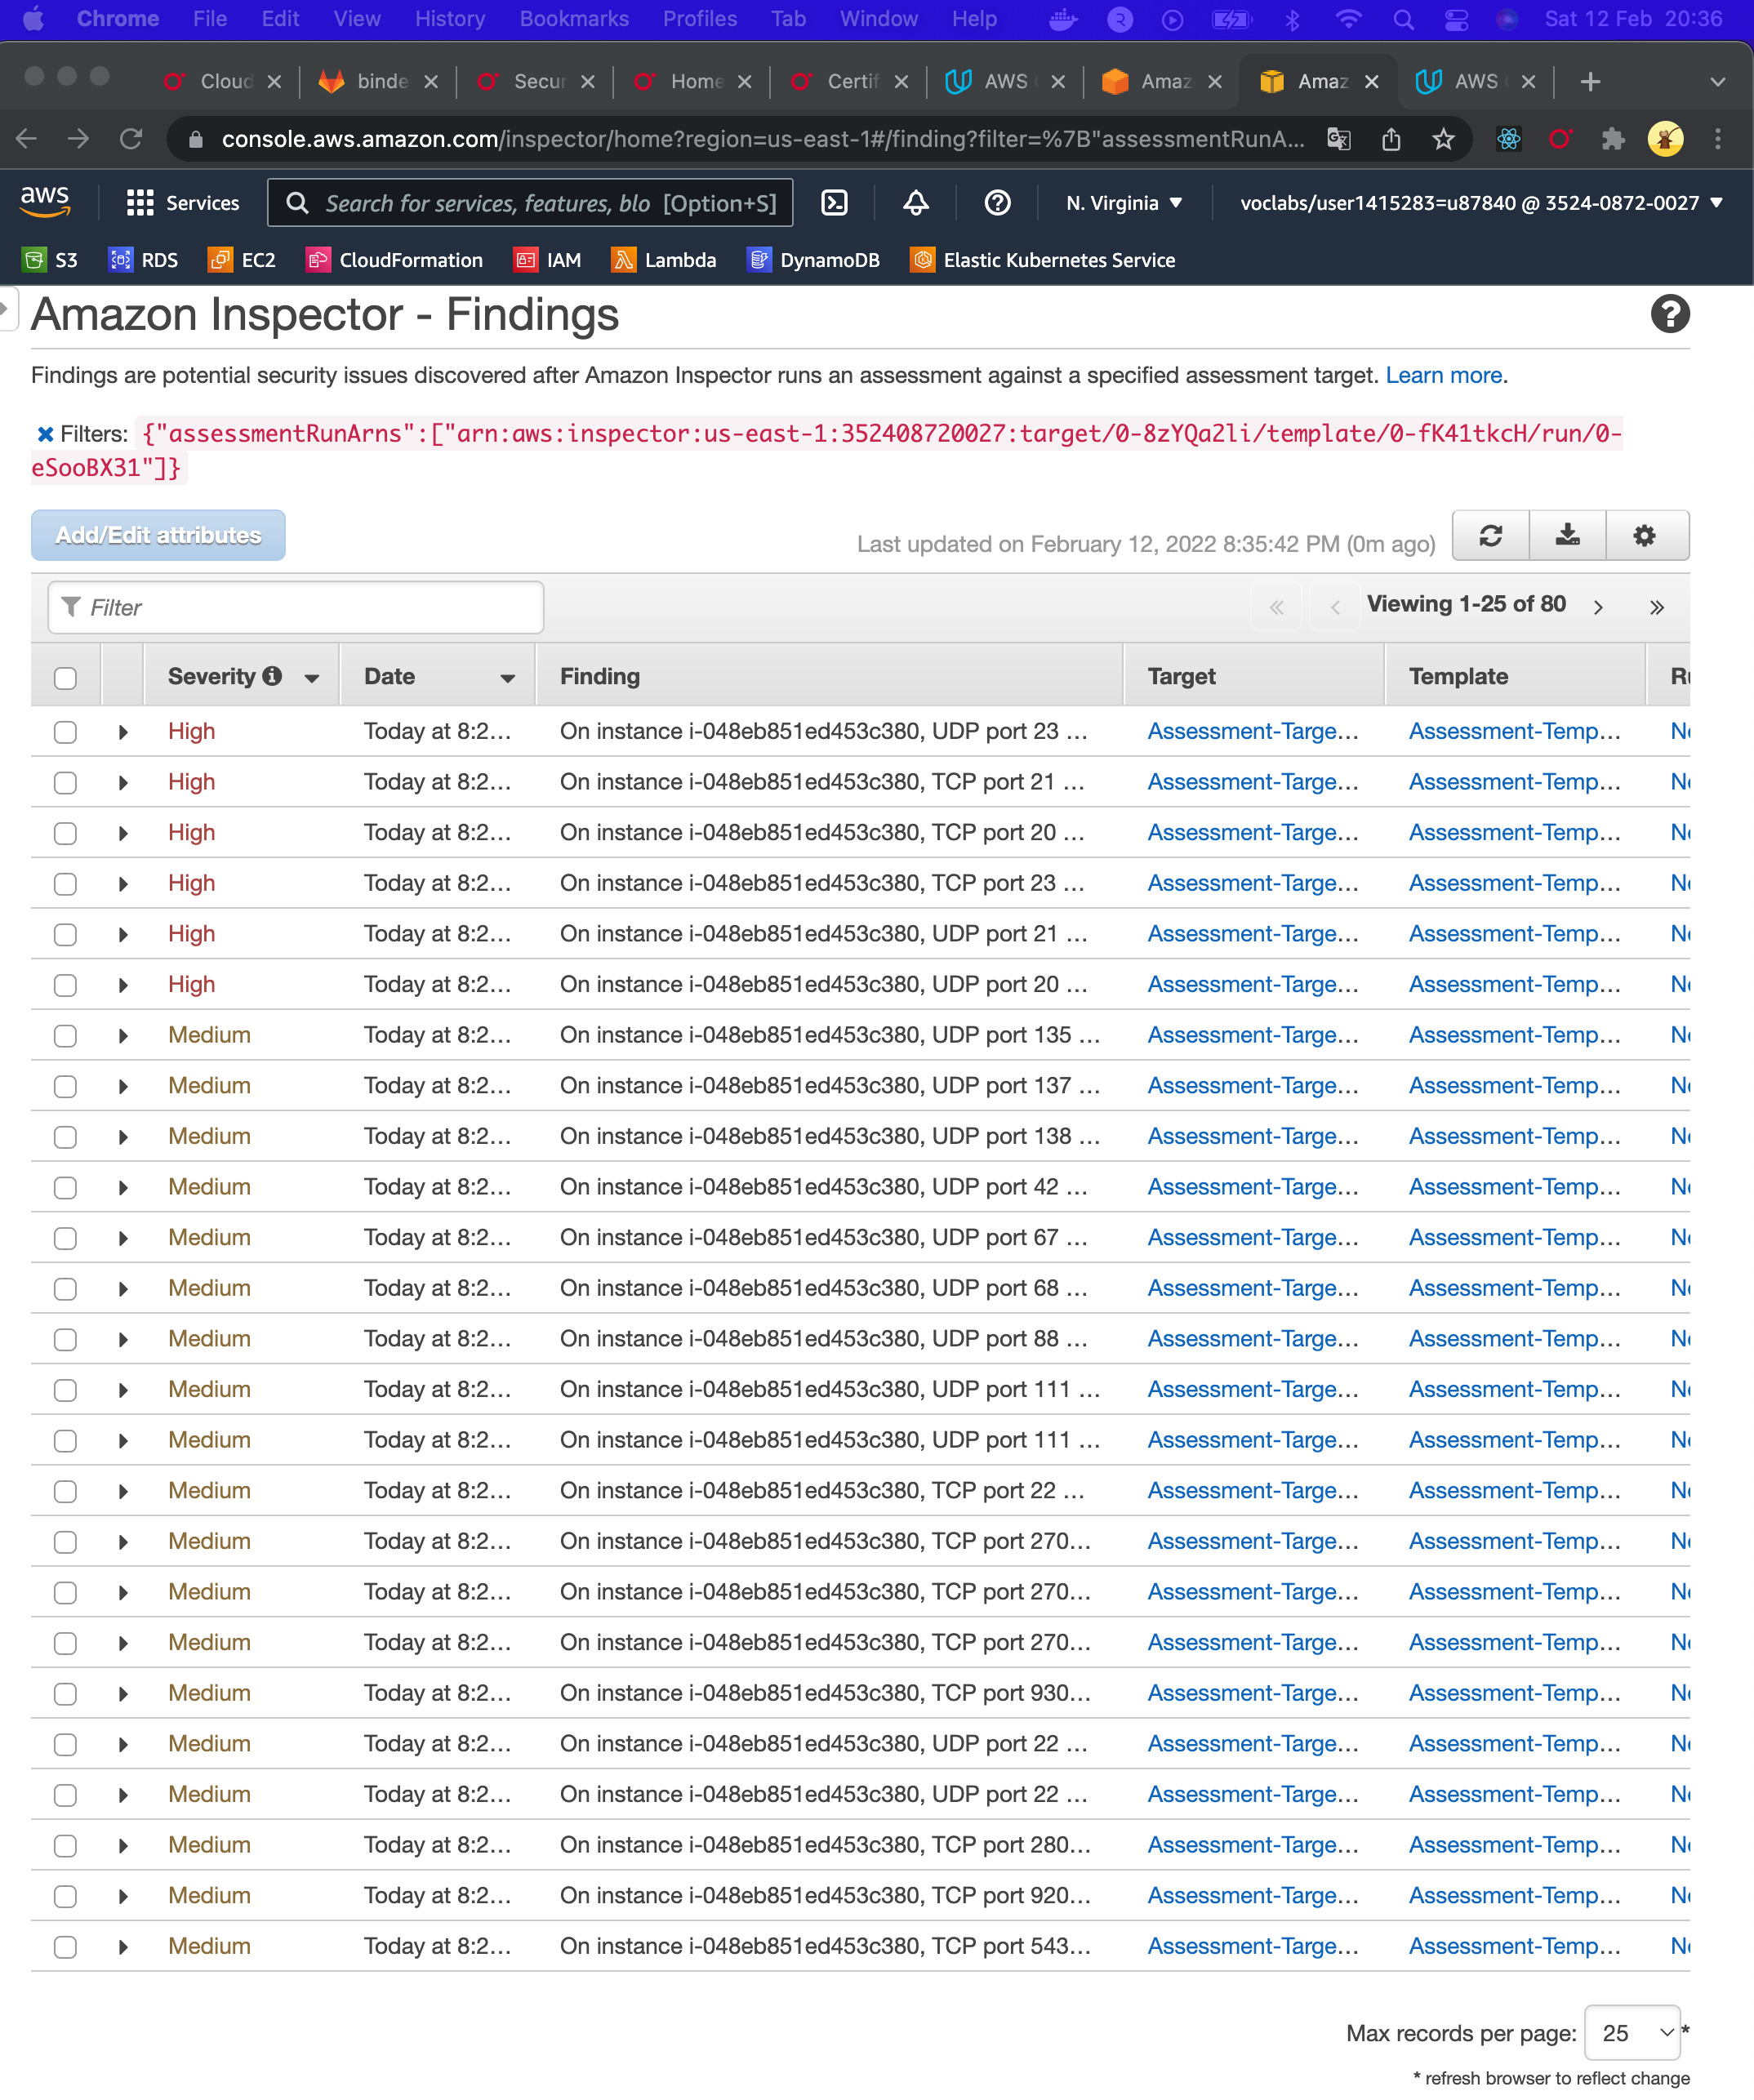 Chrome File Edit View History Bookmarks Profiles Tab Window Help Sat 12 Feb 20:36
Cloud binde Secur Home Certif AWS Amaz Amaz AWS
console.aws.amazon.com/inspector/home?region=us-east-1#/finding?filter=%7B"assessmentRunA...
aws Services Search for services, features, blo [Option+S] N. Virginia ▼ voclabs/user1415283=u87840 @ 3524-0872-0027 ▼
S3 RDS EC2 CloudFormation IAM Lambda DynamoDB Elastic Kubernetes Service
Amazon Inspector - Findings
Findings are potential security issues discovered after Amazon Inspector runs an assessment against a specified assessment target. Learn more.
Filters: {"assessmentRunArns":["arn:aws:inspector:us-east-1:352408720027:target/0-8zYQa2li/template/0-fK41tkcH/run/0-
eSooBX31"]}
Add/Edit attributes Last updated on February 12, 2022 8:35:42 PM (0m ago)
Filter « ‹ Viewing 1-25 of 80 › »
Severity Date Finding Target Template
High Today at 8:2... On instance i-048eb851ed453c380, UDP port 23 ... Assessment-Targe... Assessment-Temp...
High Today at 8:2... On instance i-048eb851ed453c380, TCP port 21 ... Assessment-Targe... Assessment-Temp...
High Today at 8:2... On instance i-048eb851ed453c380, TCP port 20 ... Assessment-Targe... Assessment-Temp...
High Today at 8:2... On instance i-048eb851ed453c380, TCP port 23 ... Assessment-Targe... Assessment-Temp...
High Today at 8:2... On instance i-048eb851ed453c380, UDP port 21 ... Assessment-Targe... Assessment-Temp...
High Today at 8:2... On instance i-048eb851ed453c380, UDP port 20 ... Assessment-Targe... Assessment-Temp...
Medium Today at 8:2... On instance i-048eb851ed453c380, UDP port 135 ... Assessment-Targe... Assessment-Temp...
Medium Today at 8:2... On instance i-048eb851ed453c380, UDP port 137 ... Assessment-Targe... Assessment-Temp...
Medium Today at 8:2... On instance i-048eb851ed453c380, UDP port 138 ... Assessment-Targe... Assessment-Temp...
Medium Today at 8:2... On instance i-048eb851ed453c380, UDP port 42 ... Assessment-Targe... Assessment-Temp...
Medium Today at 8:2... On instance i-048eb851ed453c380, UDP port 67 ... Assessment-Targe... Assessment-Temp...
Medium Today at 8:2... On instance i-048eb851ed453c380, UDP port 68 ... Assessment-Targe... Assessment-Temp...
Medium Today at 8:2... On instance i-048eb851ed453c380, UDP port 88 ... Assessment-Targe... Assessment-Temp...
Medium Today at 8:2... On instance i-048eb851ed453c380, UDP port 111 ... Assessment-Targe... Assessment-Temp...
Medium Today at 8:2... On instance i-048eb851ed453c380, UDP port 111 ... Assessment-Targe... Assessment-Temp...
Medium Today at 8:2... On instance i-048eb851ed453c380, TCP port 22 ... Assessment-Targe... Assessment-Temp...
Medium Today at 8:2... On instance i-048eb851ed453c380, TCP port 270... Assessment-Targe... Assessment-Temp...
Medium Today at 8:2... On instance i-048eb851ed453c380, TCP port 270... Assessment-Targe... Assessment-Temp...
Medium Today at 8:2... On instance i-048eb851ed453c380, TCP port 270... Assessment-Targe... Assessment-Temp...
Medium Today at 8:2... On instance i-048eb851ed453c380, TCP port 930... Assessment-Targe... Assessment-Temp...
Medium Today at 8:2... On instance i-048eb851ed453c380, UDP port 22 ... Assessment-Targe... Assessment-Temp...
Medium Today at 8:2... On instance i-048eb851ed453c380, UDP port 22 ... Assessment-Targe... Assessment-Temp...
Medium Today at 8:2... On instance i-048eb851ed453c380, TCP port 280... Assessment-Targe... Assessment-Temp...
Medium Today at 8:2... On instance i-048eb851ed453c380, TCP port 920... Assessment-Targe... Assessment-Temp...
Medium Today at 8:2... On instance i-048eb851ed453c380, TCP port 543... Assessment-Targe... Assessment-Temp...
Max records per page: 25 *
* refresh browser to reflect change